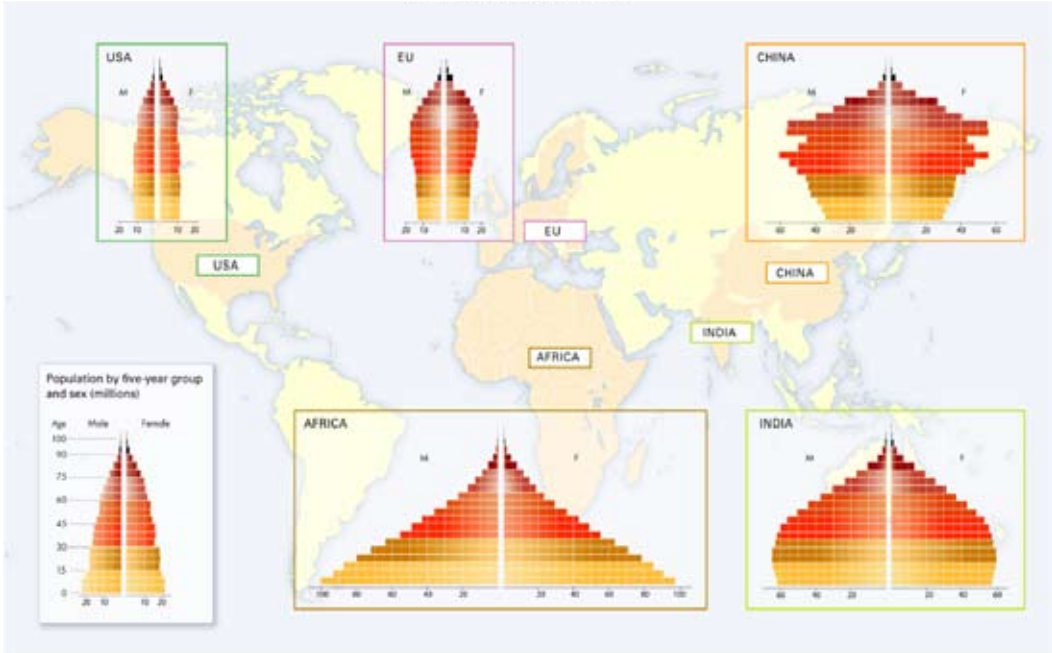 USA
M
F
20 10 10 20
EU
M
F
20 10 10 20
CHINA
M
F
60 40 20 20 40 60
USA
EU
CHINA
INDIA
AFRICA
Population by five-year group
and sex (millions)
Age Male Female
100
90
75
60
45
30
15
0
20 10 10 20
AFRICA
M
F
100 80 60 40 20 20 40 60 80 100
INDIA
M
F
60 40 20 20 40 60